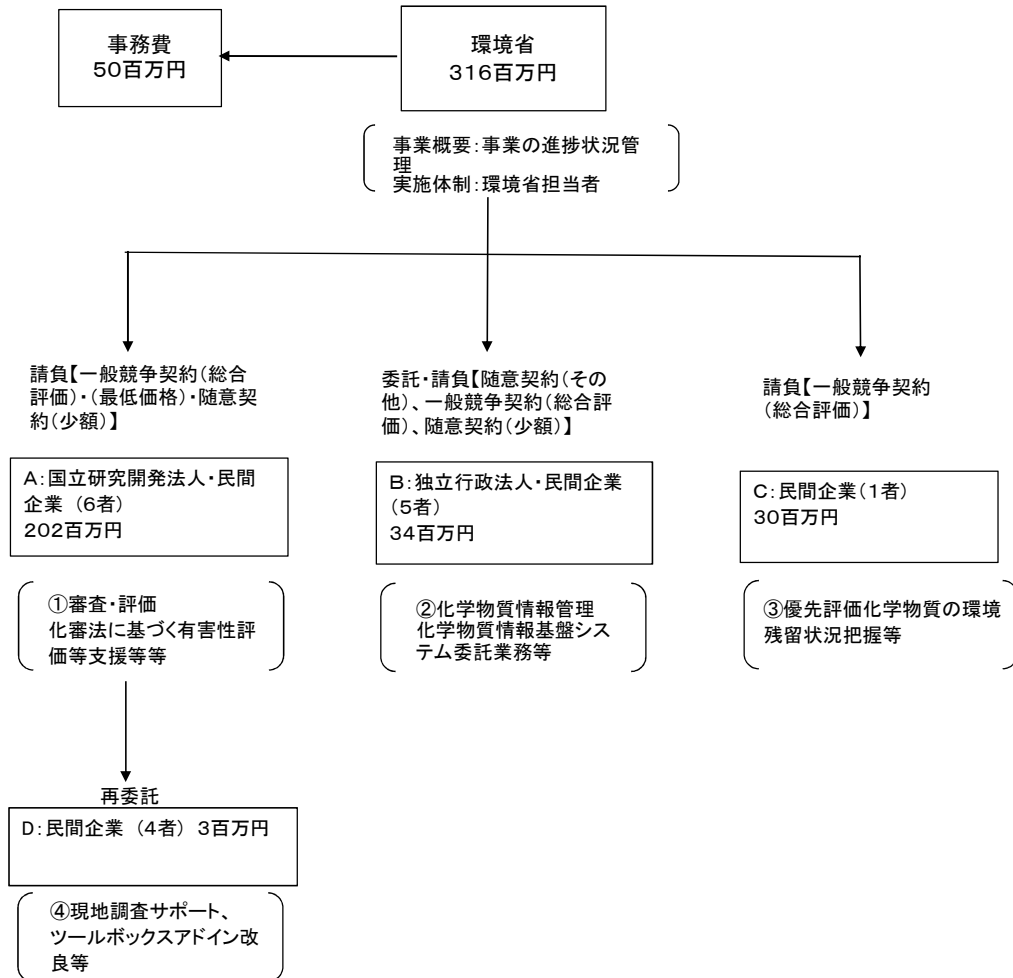 事務費
50百万円
環境省
316百万円
事業概要:事業の進捗状況管
理
実施体制:環境省担当者
請負【一般競争契約(総合
評価)・(最低価格)・随意契
約(少額)】
委託・請負【随意契約(その
他)、一般競争契約(総合評
価)、随意契約(少額)】
請負【一般競争契約
(総合評価)】
A:国立研究開発法人・民間
企業 (6者)
202百万円
B:独立行政法人・民間企業
(5者)
34百万円
C:民間企業(1者)
30百万円
①審査・評価
化審法に基づく有害性評
価等支援等等
②化学物質情報管理
化学物質情報基盤シス
テム委託業務等
③優先評価化学物質の環境
残留状況把握等
再委託
D:民間企業 (4者) 3百万円
④現地調査サポート、
ツールボックスアドイン改
良等